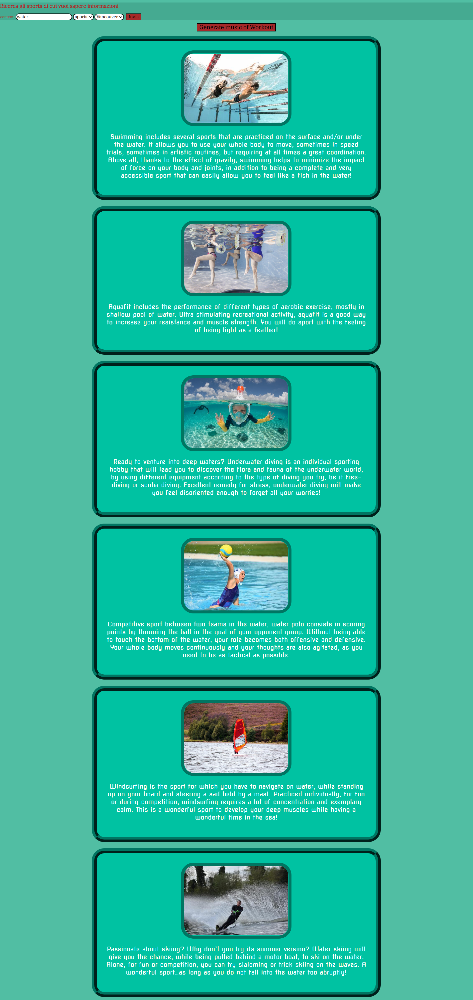 Ricerca gli sports di cui vuoi sapere informazioni
content: water sports Vancouver Invia
Generate music of Workout
Swimming includes several sports that are practiced on the surface and/or under
the water. It allows you to use your whole body to move, sometimes in speed
trials, sometimes in artistic routines, but requiring at all times a great coordination.
Above all, thanks to the effect of gravity, swimming helps to minimize the impact
of force on your body and joints, in addition to being a complete and very
accessible sport that can easily allow you to feel like a fish in the water!
Aquafit includes the performance of different types of aerobic exercise, mostly in
shallow pool of water. Ultra stimulating recreational activity, aquafit is a good way
to increase your resistance and muscle strength. You will do sport with the feeling
of being light as a feather!
Ready to venture into deep waters? Underwater diving is an individual sporting
hobby that will lead you to discover the flora and fauna of the underwater world,
by using different equipment according to the type of diving you try, be it free-
diving or scuba diving. Excellent remedy for stress, underwater diving will make
you feel disoriented enough to forget all your worries!
Competitive sport between two teams in the water, water polo consists in scoring
points by throwing the ball in the goal of your opponent group. Without being able
to touch the bottom of the water, your role becomes both offensive and defensive.
Your whole body moves continuously and your thoughts are also agitated, as you
need to be as tactical as possible.
Windsurfing is the sport for which you have to navigate on water, while standing
up on your board and steering a sail held by a mast. Practiced individually, for fun
or during competition, windsurfing requires a lot of concentration and exemplary
calm. This is a wonderful sport to develop your deep muscles while having a
wonderful time in the sea!
Passionate about skiing? Why don't you try its summer version? Water skiing will
give you the chance, while being pulled behind a motor boat, to ski on the water.
Alone, for fun or competition, you can try slaloming or trick skiing on the waves. A
wonderful sport...as long as you do not fall into the water too abruptly!